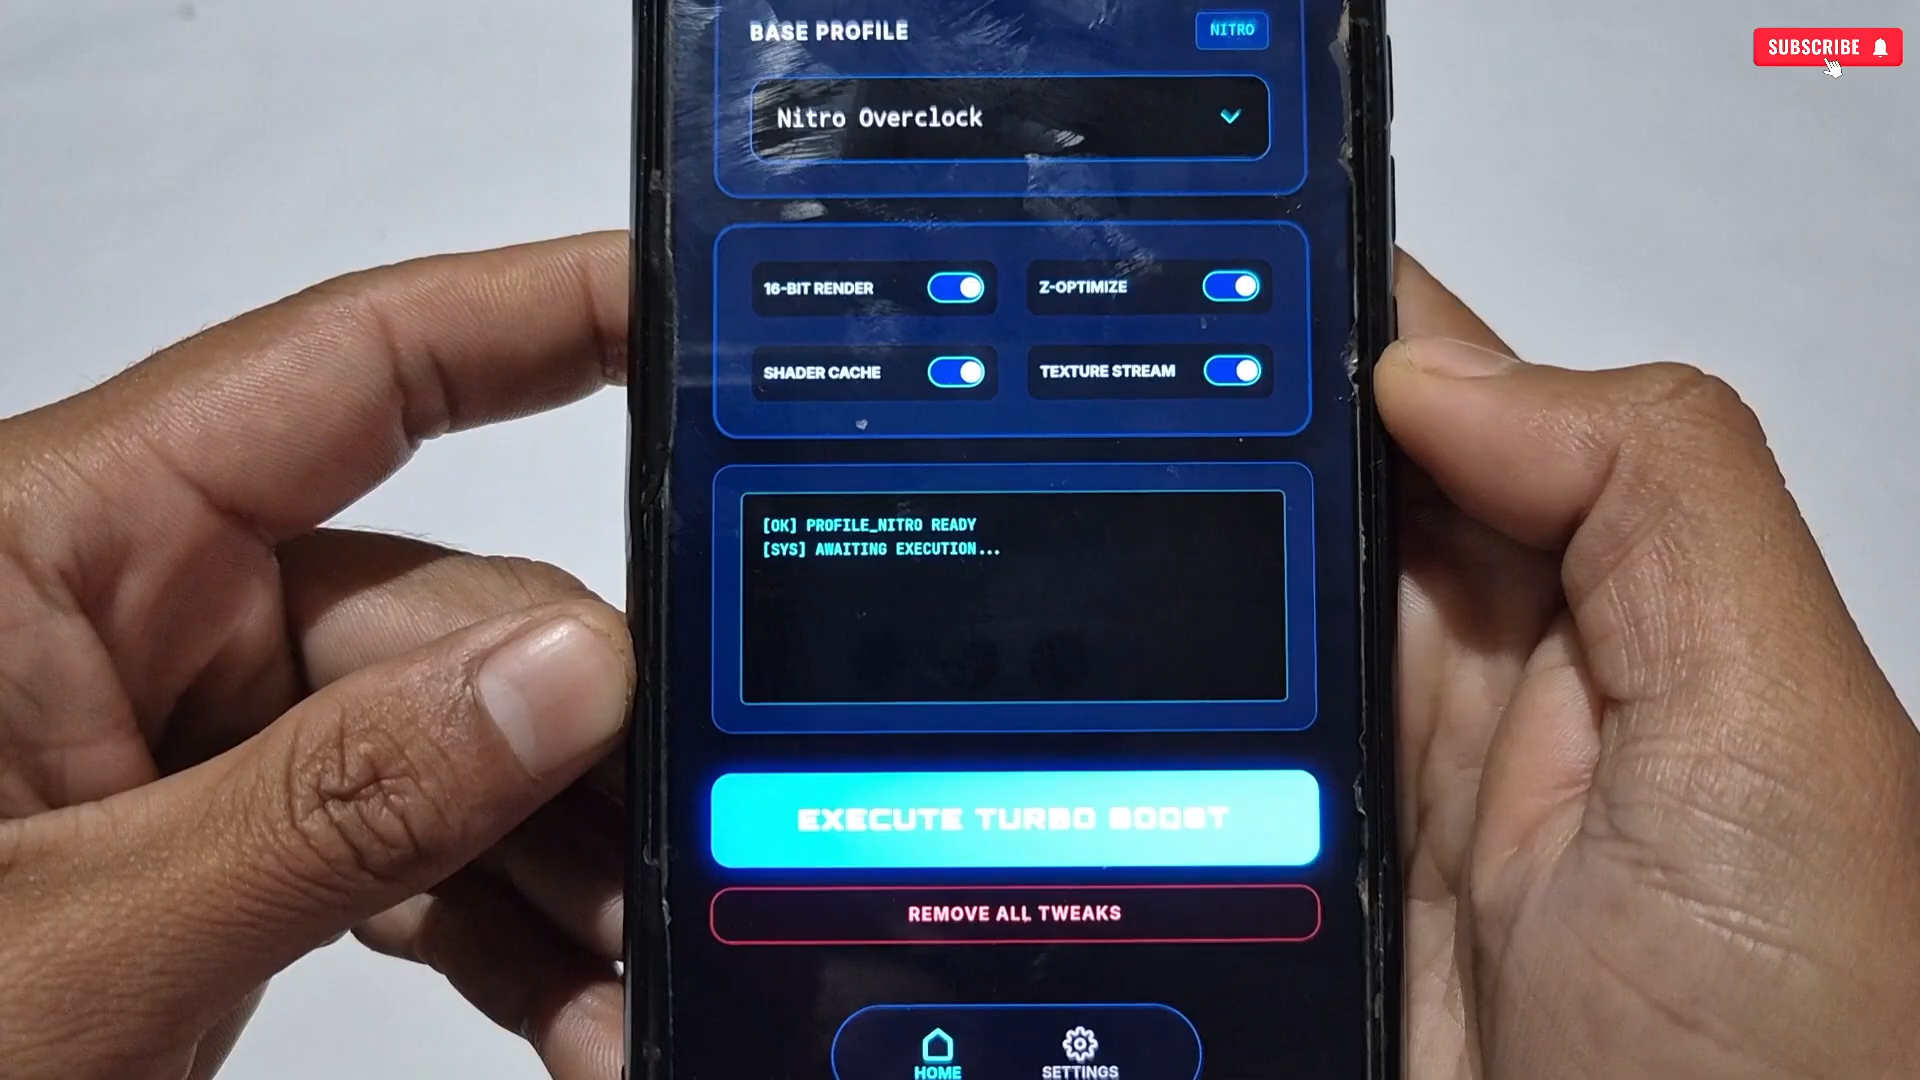 SUBSCRIBE
BASE PROFILE
NITRO
Nitro Overclock
16-BIT RENDER
Z-OPTIMIZE
SHADER CACHE
TEXTURE STREAM
[OK] PROFILE_NITRO READY
[SYS] AWAITING EXECUTION...
EXECUTE TURBO BOOST
REMOVE ALL TWEAKS
HOME
SETTINGS